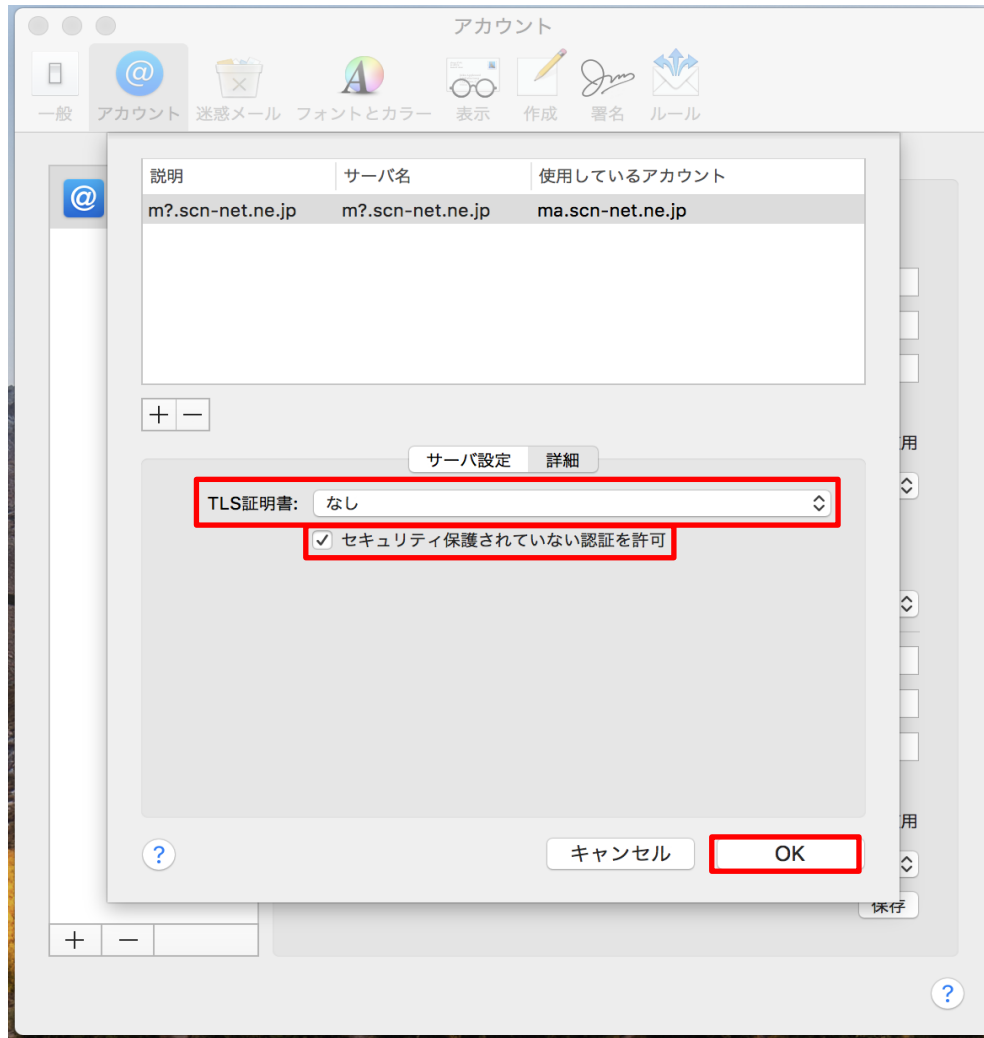 アカウント
一般 アカウント 迷惑メール フォントとカラー 表示 作成 署名 ルール
説明 サーバ名 使用しているアカウント
m?.scn-net.ne.jp m?.scn-net.ne.jp ma.scn-net.ne.jp
用
サーバ設定 詳細
TLS証明書: なし
セキュリティ保護されていない認証を許可
用
? キャンセル OK
保存
?